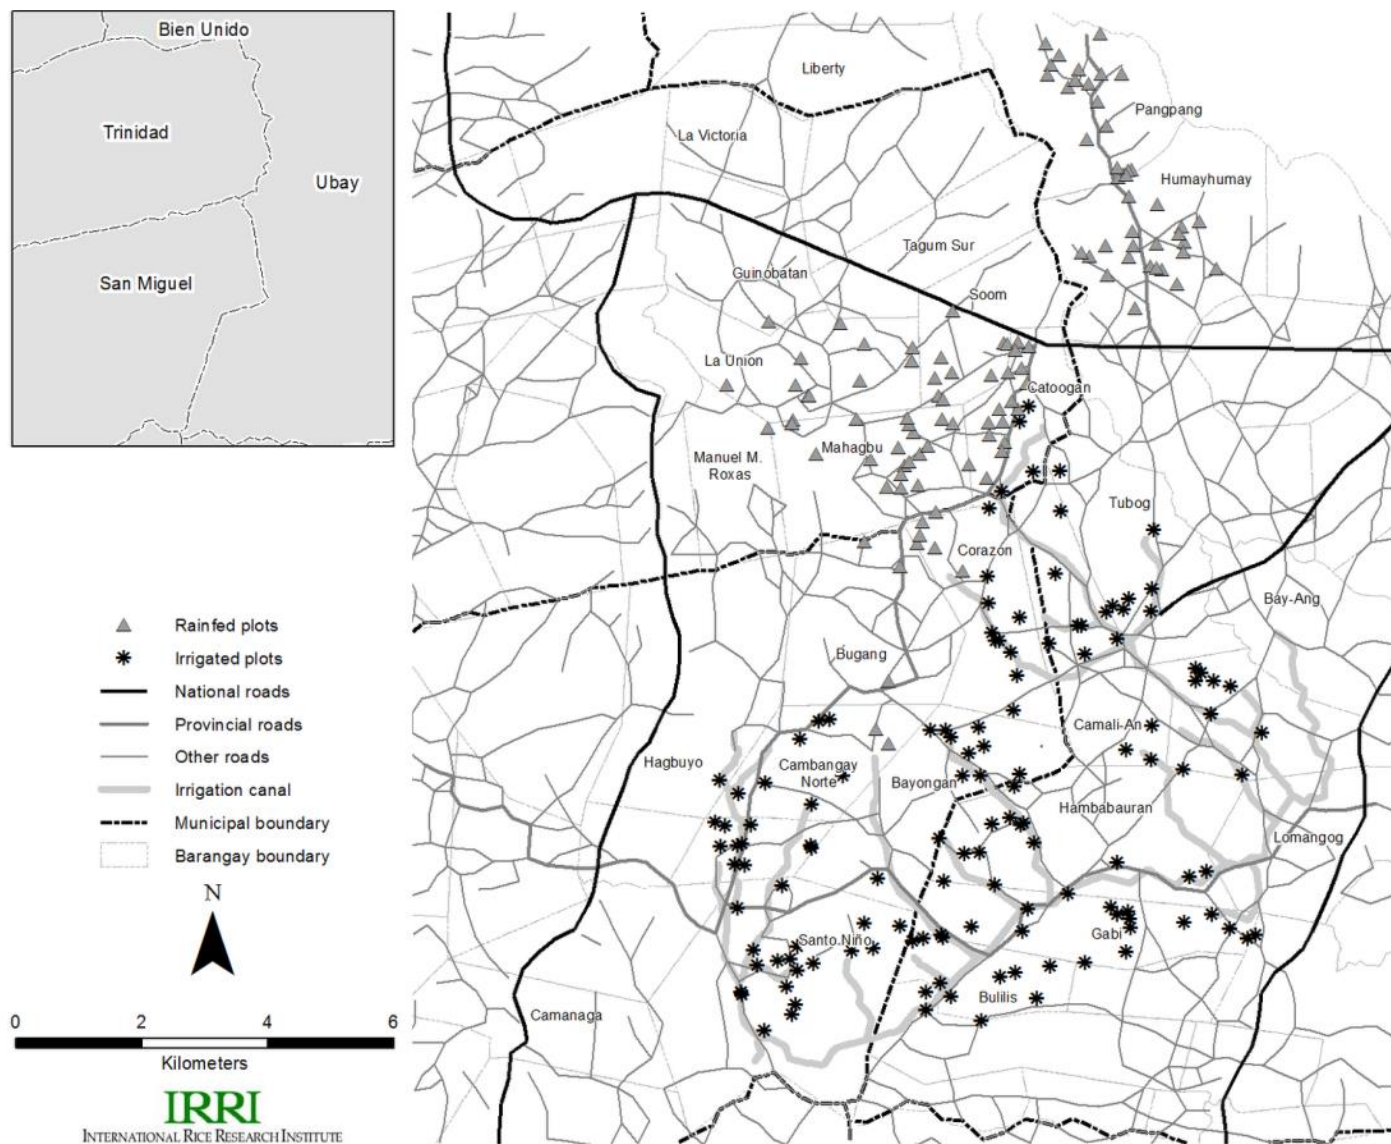 Bien Unido
Trinidad
Ubay
San Miguel
Rainfed plots
Irrigated plots
National roads
Provincial roads
Other roads
Irrigation canal
Municipal boundary
Barangay boundary
N
0 2 4 6
Kilometers
IRRI
INTERNATIONAL RICE RESEARCH INSTITUTE
Liberty
Pangpang
La Victoria
Humayhumay
Tagum Sur
Guinobatan
Soom
La Union
Catoogan
Mahagbu
Manuel M.
Roxas
Tubog
Corazon
Bay-Ang
Bugang
Camali-An
Hagbuyo
Cambangay
Norte
Bayongan
Hambabauran
Lomangog
Santo Niño
Gabi
Bulilis
Camanaga